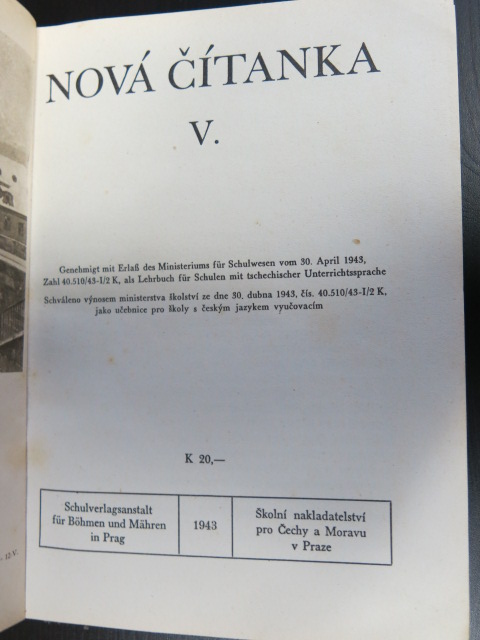 NOVÁ ČÍTANKA
V.
Genehmigt mit Erlaß des Ministeriums für Schulwesen vom 30. April 1943,
Zahl 40.510/43-I/2 K, als Lehrbuch für Schulen mit tschechischer Unterrichtssprache
Schváleno výnosem ministerstva školství ze dne 30. dubna 1943, čís. 40.510/43-I/2 K,
jako učebnice pro školy s českým jazykem vyučovacím
K 20,—
Schulverlagsanstalt
für Böhmen und Mähren
in Prag
1943
Školní nakladatelství
pro Čechy a Moravu
v Praze
12-V.